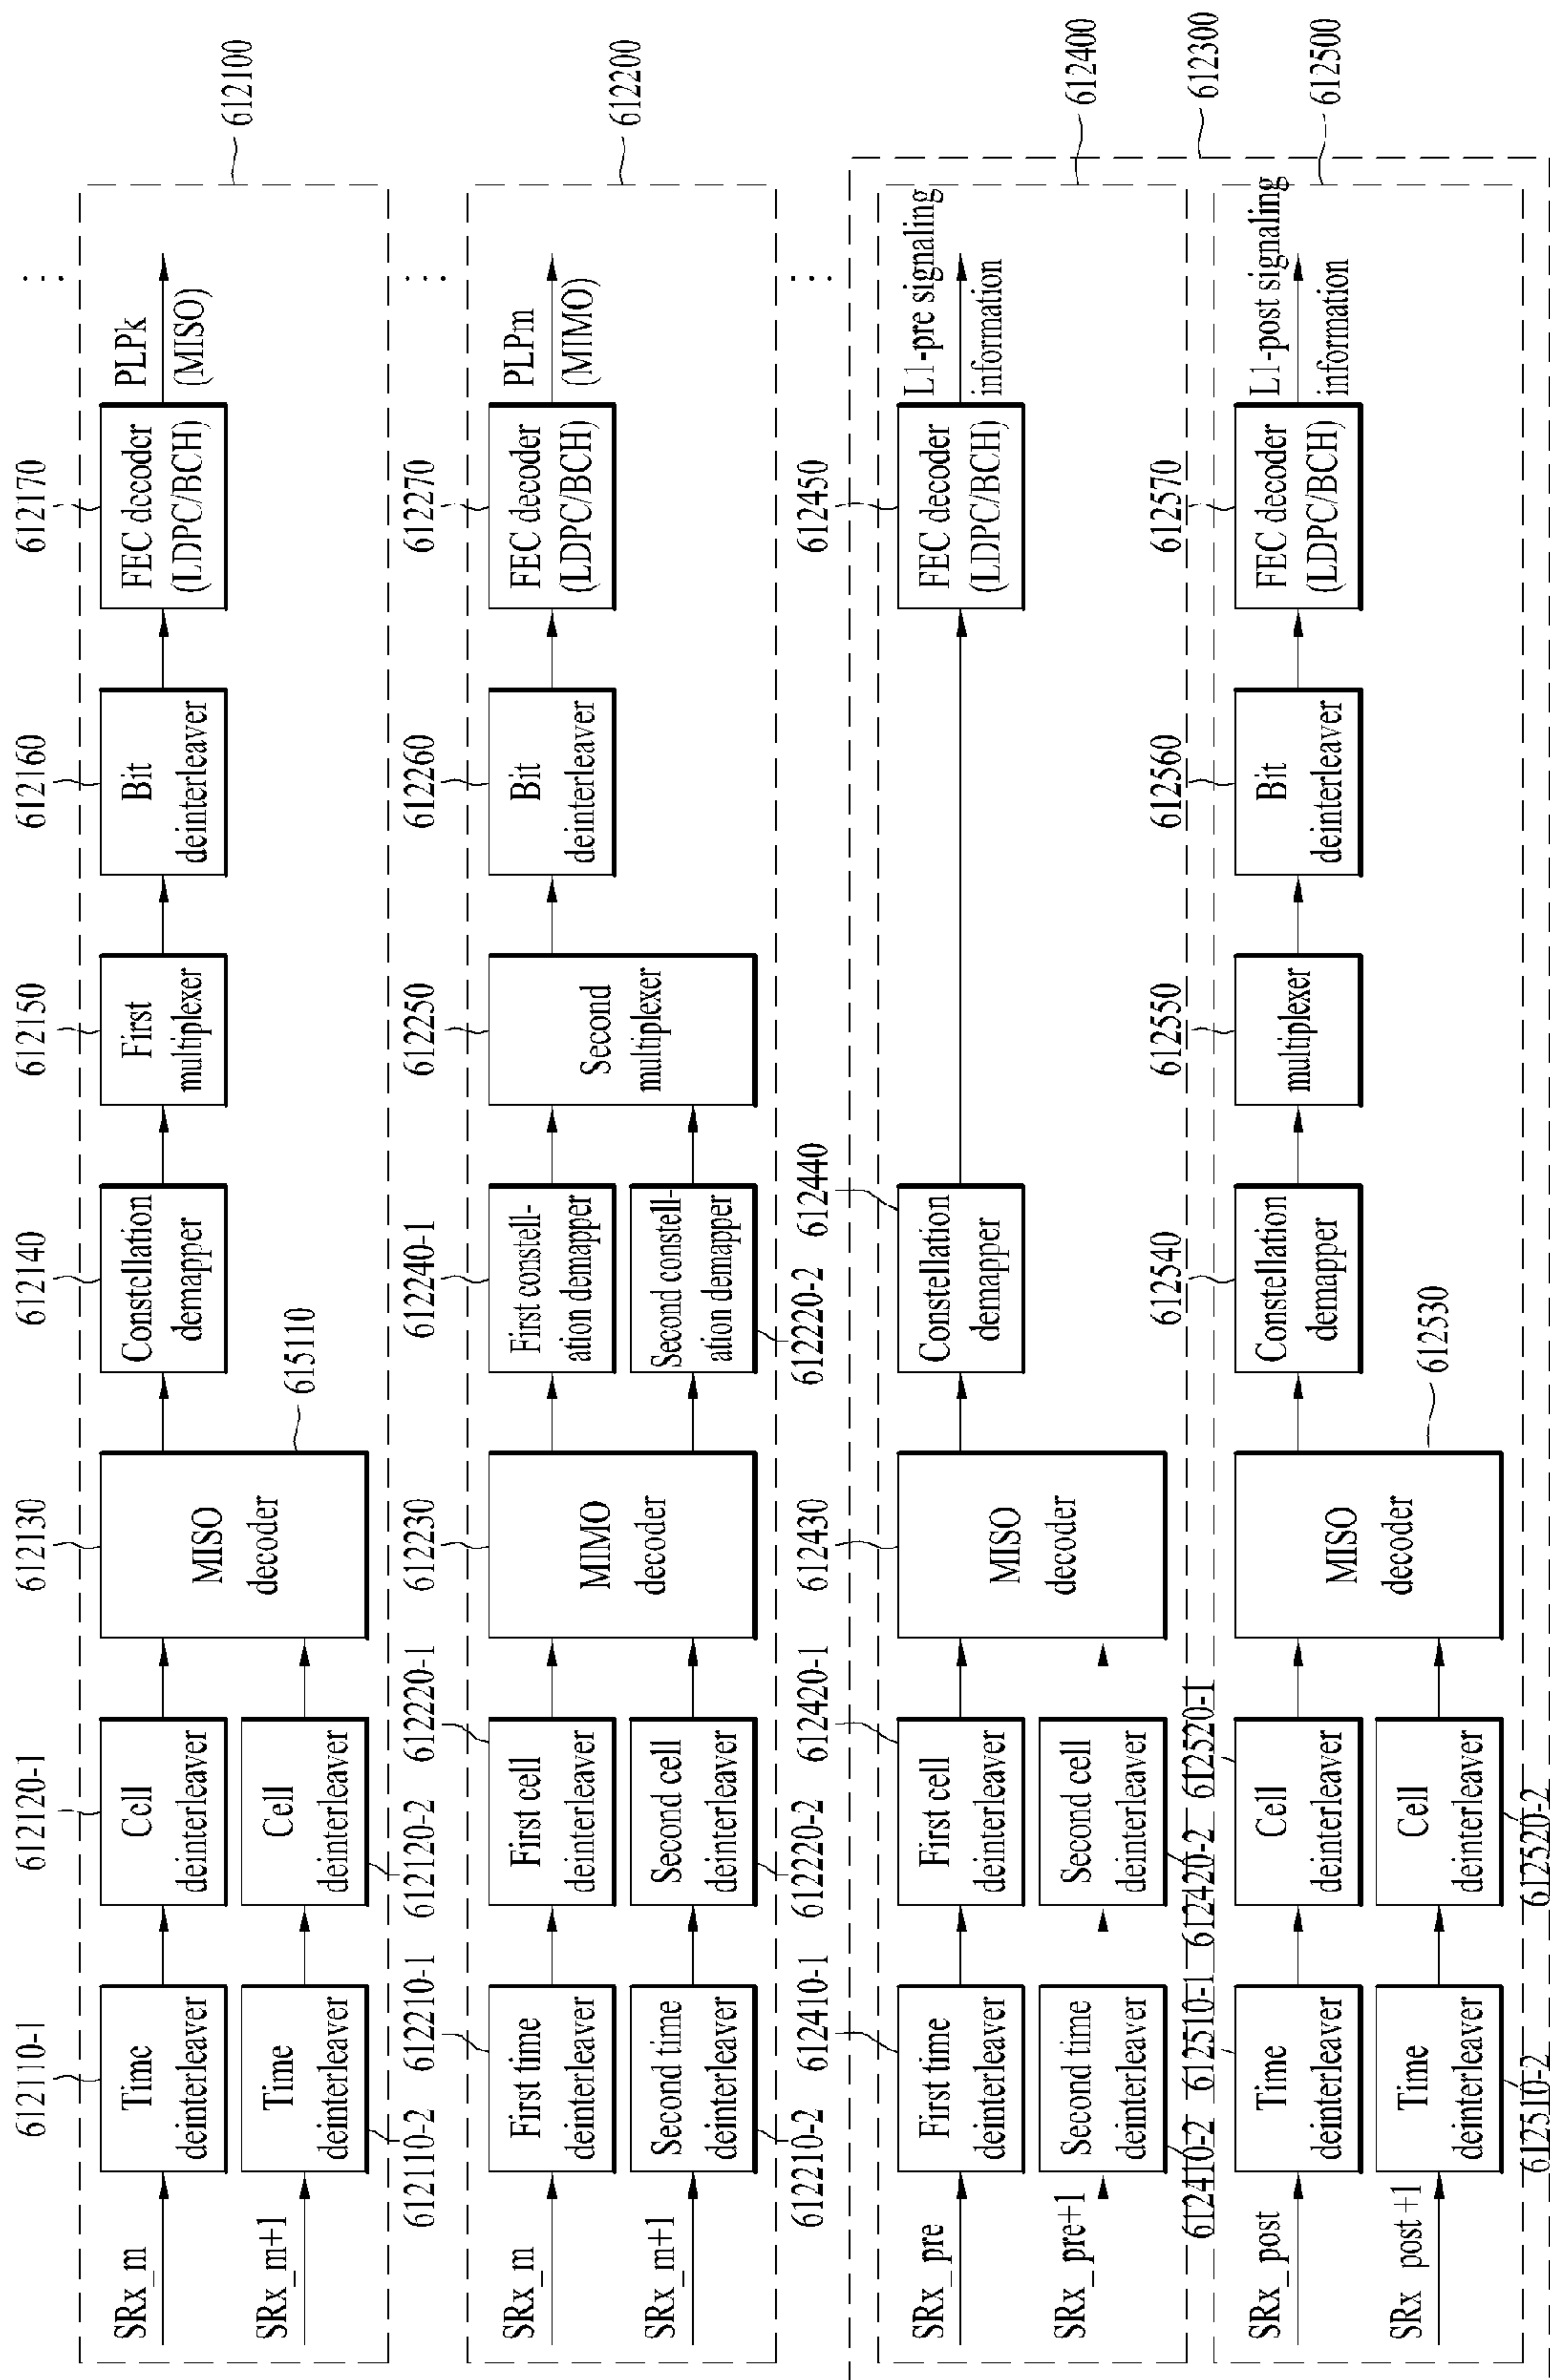 612110-1
612120-1
612130
612140
612150
612160
612170
⋮
SRx_m
Time
deinterleaver
Cell
deinterleaver
MISO
decoder
Constellation
demapper
First
multiplexer
Bit
deinterleaver
FEC decoder
(LDPC/BCH)
PLPk
(MISO)
612100
SRx_m+1
Time
deinterleaver
Cell
deinterleaver
615110
612110-2
612210-1
612120-2
612220-1
612230
612240-1
612250
612260
612270
⋮
SRx_m
First time
deinterleaver
First cell
deinterleaver
MIMO
decoder
First constell-
ation demapper
Second
multiplexer
Bit
deinterleaver
FEC decoder
(LDPC/BCH)
PLPm
(MIMO)
612200
SRx_m+1
Second time
deinterleaver
Second cell
deinterleaver
Second constell-
ation demapper
612210-2
612410-1
612220-2
612420-1
612430
612220-2
612440
612450
⋮
SRx_pre
First time
deinterleaver
First cell
deinterleaver
MISO
decoder
Constellation
demapper
FEC decoder
(LDPC/BCH)
L1-pre signaling
information
612400
SRx_pre+1
Second time
deinterleaver
Second cell
deinterleaver
612300
612410-2
612510-1
612420-2
612520-1
612540
612550
612560
612570
SRx_post
Time
deinterleaver
Cell
deinterleaver
MISO
decoder
Constellation
demapper
multiplexer
Bit
deinterleaver
FEC decoder
(LDPC/BCH)
L1-post signaling
information
612500
SRx post +1
Time
deinterleaver
Cell
deinterleaver
612530
612510-2
612520-2